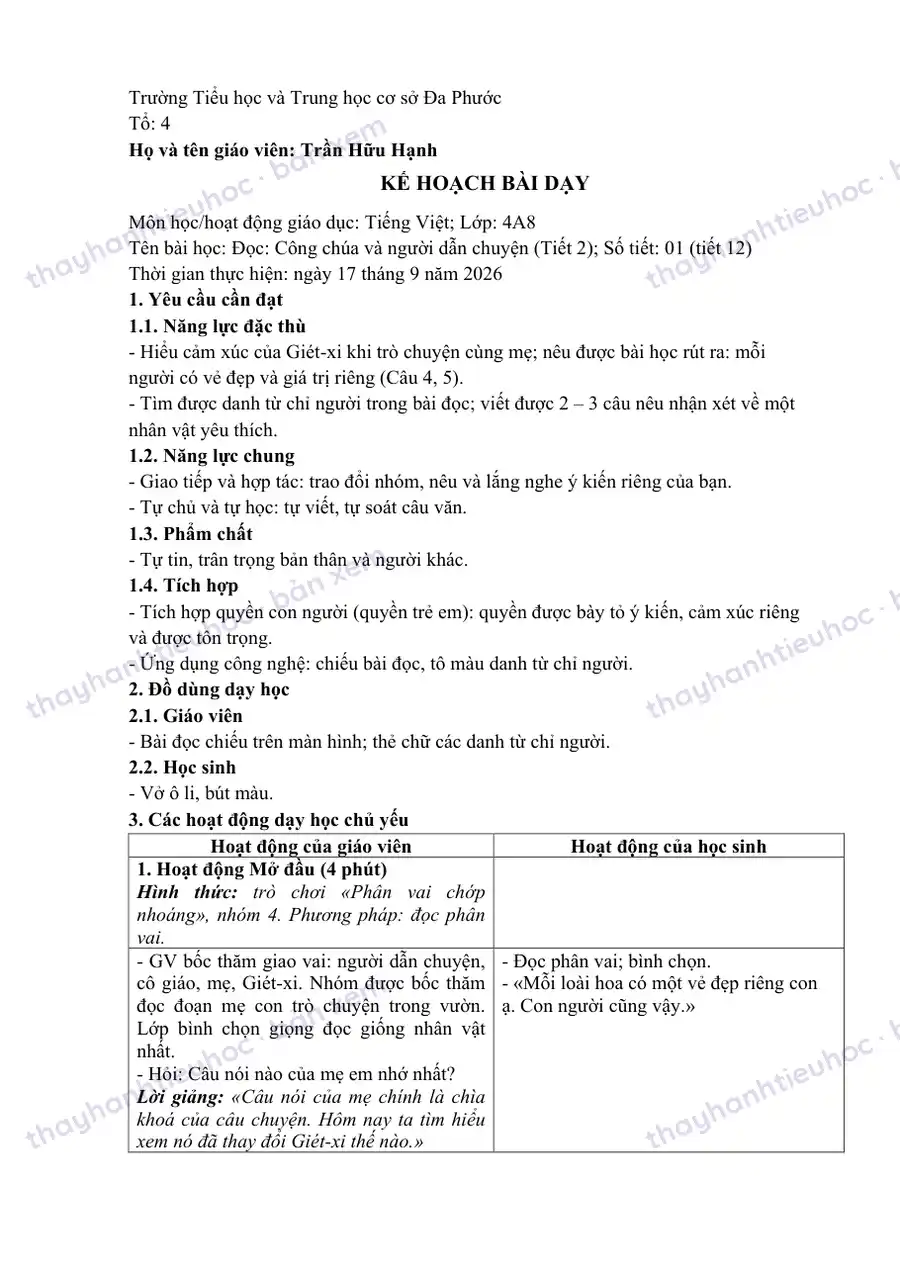 Trường Tiểu học và Trung học cơ sở Đa Phước
Tổ: 4
Họ và tên giáo viên: Trần Hữu Hạnh
KẾ HOẠCH BÀI DẠY
Môn học/hoạt động giáo dục: Tiếng Việt; Lớp: 4A8
Tên bài học: Đọc: Công chúa và người dẫn chuyện (Tiết 2); Số tiết: 01 (tiết 12)
Thời gian thực hiện: ngày 17 tháng 9 năm 2026
1. Yêu cầu cần đạt
1.1. Năng lực đặc thù
- Hiểu cảm xúc của Giét-xi khi trò chuyện cùng mẹ; nêu được bài học rút ra: mỗi
người có vẻ đẹp và giá trị riêng (Câu 4, 5).
- Tìm được danh từ chỉ người trong bài đọc; viết được 2 – 3 câu nêu nhận xét về một
nhân vật yêu thích.
1.2. Năng lực chung
- Giao tiếp và hợp tác: trao đổi nhóm, nêu và lắng nghe ý kiến riêng của bạn.
- Tự chủ và tự học: tự viết, tự soát câu văn.
1.3. Phẩm chất
- Tự tin, trân trọng bản thân và người khác.
1.4. Tích hợp
- Tích hợp quyền con người (quyền trẻ em): quyền được bày tỏ ý kiến, cảm xúc riêng
và được tôn trọng.
- Ứng dụng công nghệ: chiếu bài đọc, tô màu danh từ chỉ người.
2. Đồ dùng dạy học
2.1. Giáo viên
- Bài đọc chiếu trên màn hình; thẻ chữ các danh từ chỉ người.
2.2. Học sinh
- Vở ô li, bút màu.
3. Các hoạt động dạy học chủ yếu
Hoạt động của giáo viên
Hoạt động của học sinh
1. Hoạt động Mở đầu (4 phút)
Hình thức: trò chơi «Phân vai chớp
nhoáng», nhóm 4. Phương pháp: đọc phân
vai.
- GV bốc thăm giao vai: người dẫn chuyện,
cô giáo, mẹ, Giét-xi. Nhóm được bốc thăm
đọc đoạn mẹ con trò chuyện trong vườn.
Lớp bình chọn giọng đọc giống nhân vật
nhất.
- Hỏi: Câu nói nào của mẹ em nhớ nhất?
Lời giảng: «Câu nói của mẹ chính là chìa
khoá của câu chuyện. Hôm nay ta tìm hiểu
xem nó đã thay đổi Giét-xi thế nào.»
- Đọc phân vai; bình chọn.
- «Mỗi loài hoa có một vẻ đẹp riêng con
ạ. Con người cũng vậy.»
thayhanhtieuhoc · bản xem
thayhanhtieuhoc · b
thayhanhtieuhoc · bản xem
thayhanhtieuhoc · b
thayhanhtieuhoc · bản xem
thayhanhtieuhoc · b